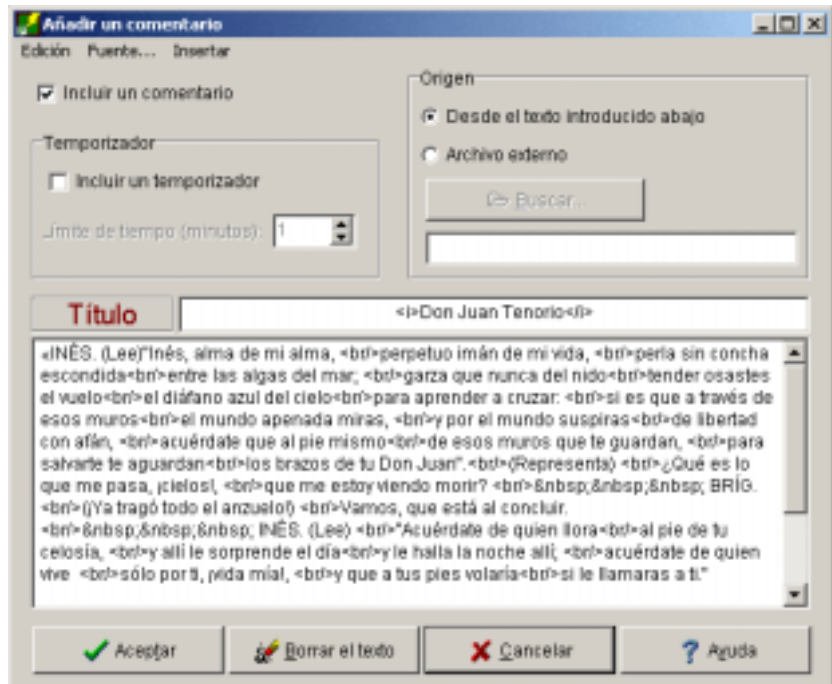 Añadir un comentario
Edición Fuente... Insertar
Incluir un comentario
Temporizador
Incluir un temporizador
Límite de tiempo (minutos): 1
Origen
Desde el texto introducido abajo
Archivo externo
Buscar...
Título
<i>Don Juan Tenorio</i>
«INÉS. (Lee)"Inés, alma de mi alma, <br/>perpetuo imán de mi vida, <br/>perla sin concha
escondida<br/>entre las algas del mar; <br/>garza que nunca del nido<br/>tender osastes
el vuelo<br/>el diáfano azul del cielo<br/>para aprender a cruzar: <br/>si es que a través de
esos muros<br/>el mundo apenada miras, <br/>y por el mundo suspiras<br/>de libertad
con afán, <br/>acuérdate que al pie mismo<br/>de esos muros que te guardan, <br/>para
salvarte te aguardan<br/>los brazos de tu Don Juan".<br/>(Representa) <br/>¿Qué es lo
que me pasa, ¡cielos!, <br/>que me estoy viendo morir? <br/>&nbsp;&nbsp;&nbsp; BRÍG.
<br/>(¡Ya tragó todo el anzuelo!) <br/>Vamos, que está al concluir.
<br/>&nbsp;&nbsp;&nbsp; INÉS. (Lee) <br/>"Acuérdate de quien llora<br/>al pie de tu
celosía, <br/>y allí le sorprende el día<br/>y le halla la noche allí; <br/>acuérdate de quien
vive <br/>sólo por ti, ¡vida mía!, <br/>y que a tus pies volaría<br/>si le llamaras a ti."
Aceptar Borrar el texto Cancelar Ayuda